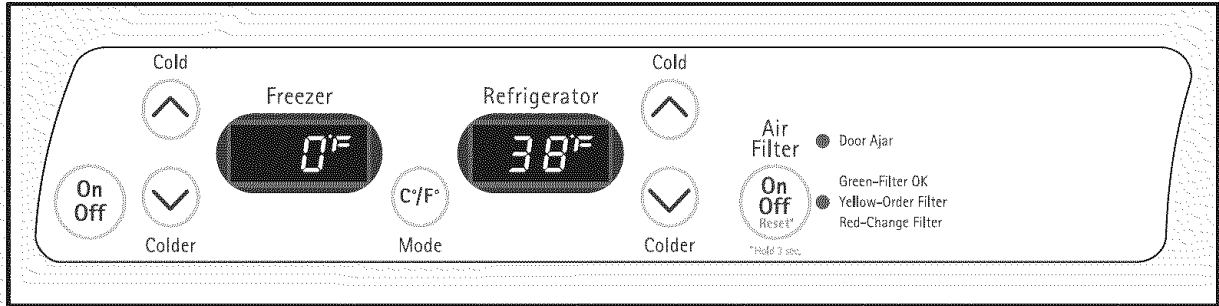 Cold
Freezer
0°F
On
Off
Colder
C°/F°
Mode
Refrigerator
38°F
Cold
Colder
Air
Filter
Door Ajar
On
Off
Reset*
*Hold 3 sec.
Green-Filter OK
Yellow-Order Filter
Red-Change Filter